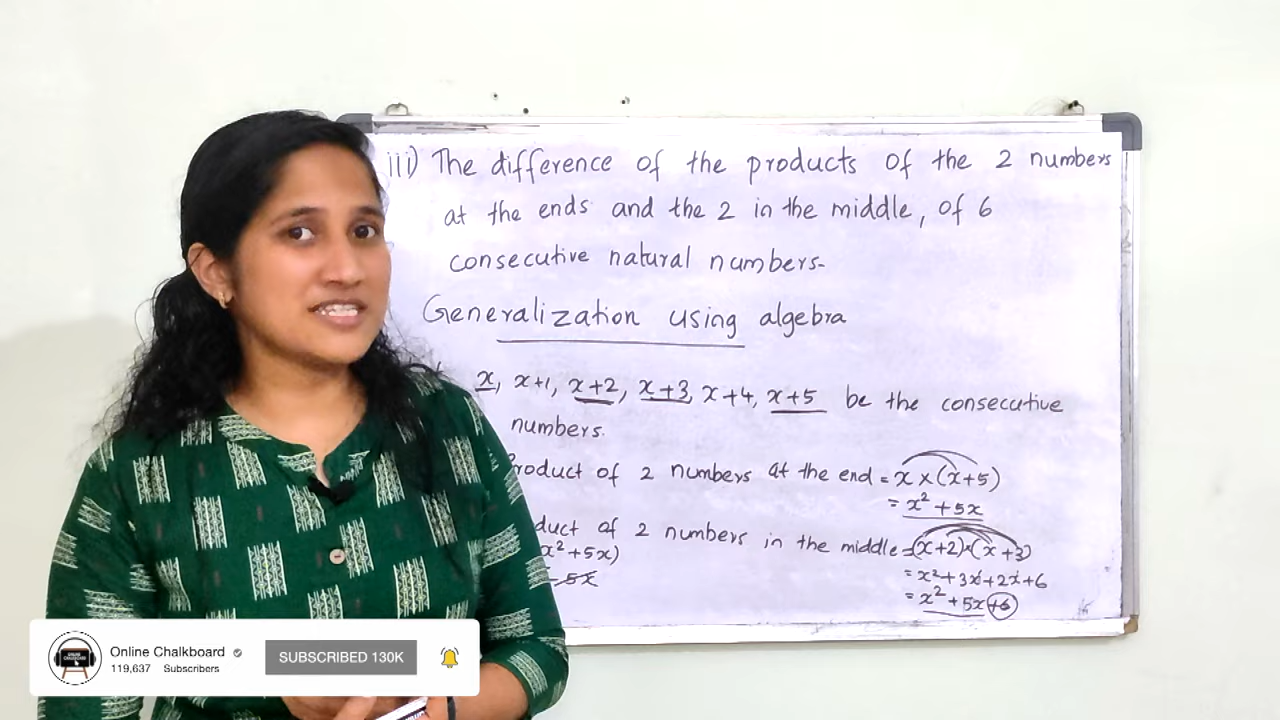 iii) The difference of the products of the 2 numbers
at the ends and the 2 in the middle, of 6
consecutive natural numbers.
Generalization using algebra
x, x+1, x+2, x+3, x+4, x+5 be the consecutive
numbers.
Product of 2 numbers at the end = x × (x+5)
= x² + 5x
duct of 2 numbers in the middle = (x+2)×(x+3)
x²+5x)
= x²+3x+2x+6
- 5x
= x² + 5x +6
Online Chalkboard
119,637 Subscribers
SUBSCRIBED 130K